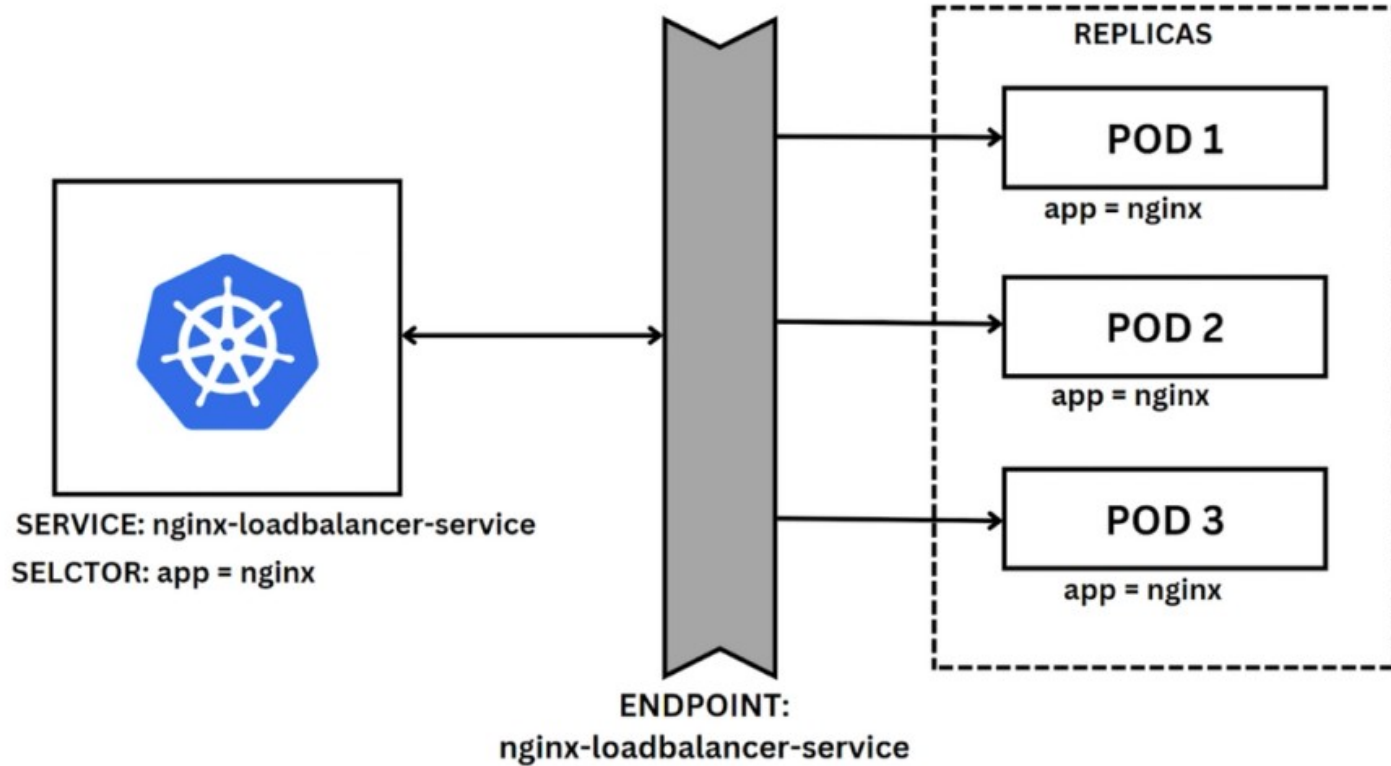 REPLICAS
POD 1
app = nginx
POD 2
app = nginx
POD 3
app = nginx
SERVICE: nginx-loadbalancer-service
SELCTOR: app = nginx
ENDPOINT:
nginx-loadbalancer-service